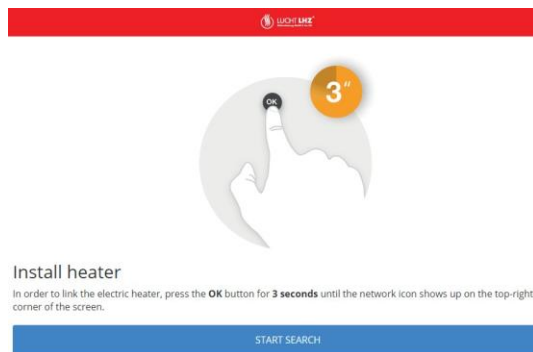 LUCHT LHZ
OK
3"
Install heater
In order to link the electric heater, press the OK button for 3 seconds until the network icon shows up on the top-right
corner of the screen.
START SEARCH